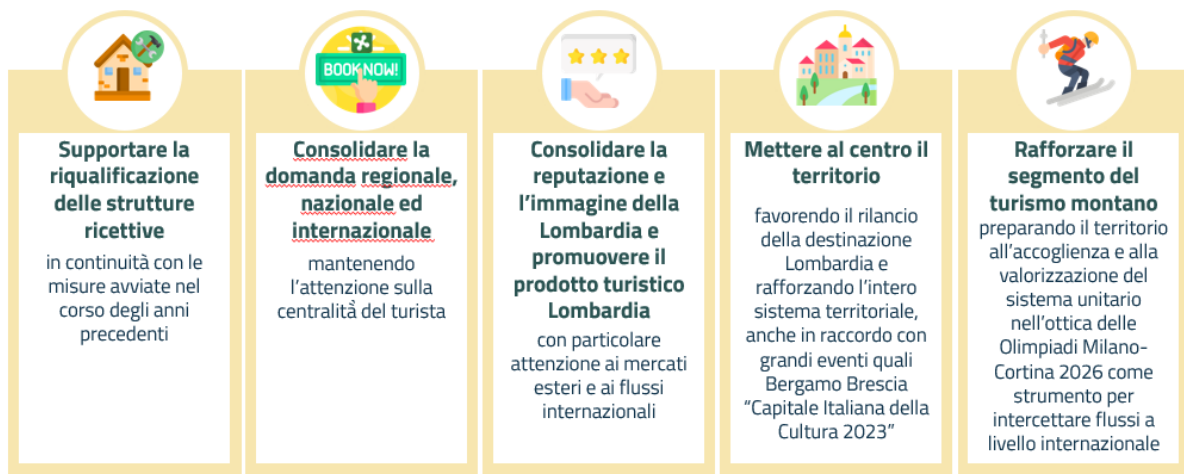 Supportare la
riqualificazione
delle strutture
ricettive
in continuità con le
misure avviate nel
corso degli anni
precedenti
BOOK NOW!
Consolidare la
domanda regionale,
nazionale ed
internazionale
mantenendo
l'attenzione sulla
centralità del turista
Consolidare la
reputazione e
l'immagine della
Lombardia e
promuovere il
prodotto turistico
Lombardia
con particolare
attenzione ai mercati
esteri e ai flussi
internazionali
Mettere al centro il
territorio
favorendo il rilancio
della destinazione
Lombardia e
rafforzando l'intero
sistema territoriale,
anche in raccordo con
grandi eventi quali
Bergamo Brescia
“Capitale Italiana della
Cultura 2023”
Rafforzare il
segmento del
turismo montano
preparando il territorio
all'accoglienza e alla
valorizzazione del
sistema unitario
nell'ottica delle
Olimpiadi Milano-
Cortina 2026 come
strumento per
intercettare flussi a
livello internazionale